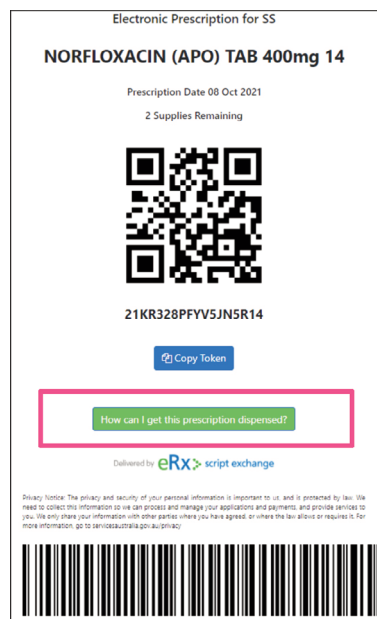 Electronic Prescription for SS
NORFLOXACIN (APO) TAB 400mg 14
Prescription Date 08 Oct 2021
2 Supplies Remaining
21KR328PFYV5JN5R14
Copy Token
How can I get this prescription dispensed?
Delivered by eRx script exchange
Privacy Notice: The privacy and security of your personal information is important to us, and is protected by law. We
need to collect this information so we can process and manage your applications and payments, and provide services to
you. We only share your information with other parties where you have agreed, or where the law allows or requires it. For
more information, go to servicesaustralia.gov.au/privacy